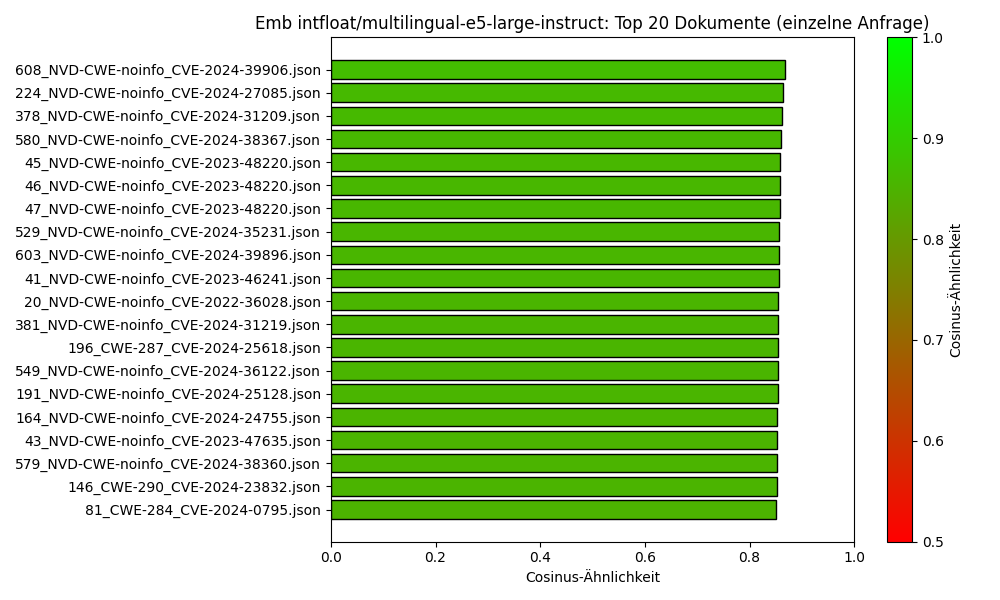 Emb intfloat/multilingual-e5-large-instruct: Top 20 Dokumente (einzelne Anfrage)
608_NVD-CWE-noinfo_CVE-2024-39906.json
224_NVD-CWE-noinfo_CVE-2024-27085.json
378_NVD-CWE-noinfo_CVE-2024-31209.json
580_NVD-CWE-noinfo_CVE-2024-38367.json
45_NVD-CWE-noinfo_CVE-2023-48220.json
46_NVD-CWE-noinfo_CVE-2023-48220.json
47_NVD-CWE-noinfo_CVE-2023-48220.json
529_NVD-CWE-noinfo_CVE-2024-35231.json
603_NVD-CWE-noinfo_CVE-2024-39896.json
41_NVD-CWE-noinfo_CVE-2023-46241.json
20_NVD-CWE-noinfo_CVE-2022-36028.json
381_NVD-CWE-noinfo_CVE-2024-31219.json
196_CWE-287_CVE-2024-25618.json
549_NVD-CWE-noinfo_CVE-2024-36122.json
191_NVD-CWE-noinfo_CVE-2024-25128.json
164_NVD-CWE-noinfo_CVE-2024-24755.json
43_NVD-CWE-noinfo_CVE-2023-47635.json
579_NVD-CWE-noinfo_CVE-2024-38360.json
146_CWE-290_CVE-2024-23832.json
81_CWE-284_CVE-2024-0795.json
0.0 0.2 0.4 0.6 0.8 1.0
Cosinus-Ähnlichkeit
1.0
0.9
0.8
0.7
0.6
0.5
Cosinus-Ähnlichkeit